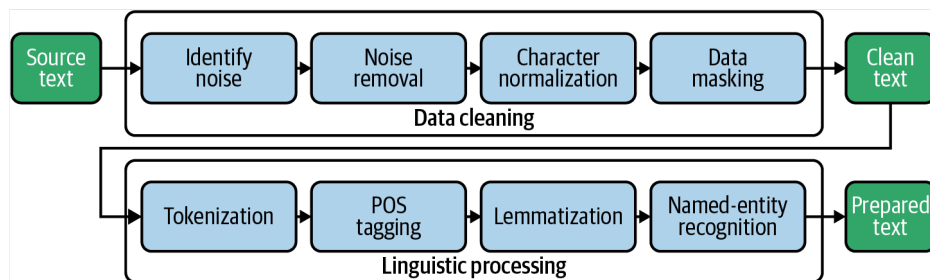 Source
text
Identify
noise
Noise
removal
Character
normalization
Data
masking
Clean
text
Data cleaning
Tokenization
POS
tagging
Lemmatization
Named-entity
recognition
Prepared
text
Linguistic processing